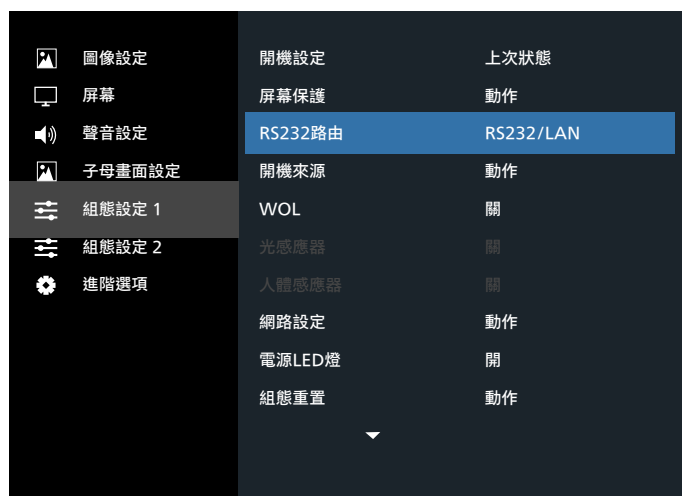 圖像設定
屏幕
聲音設定
子母畫面設定
組態設定 1
組態設定 2
進階選項
開機設定 上次狀態
屏幕保護 動作
RS232路由 RS232/LAN
開機來源 動作
WOL 關
光感應器 關
人體感應器 關
網路設定 動作
電源LED燈 開
組態重置 動作